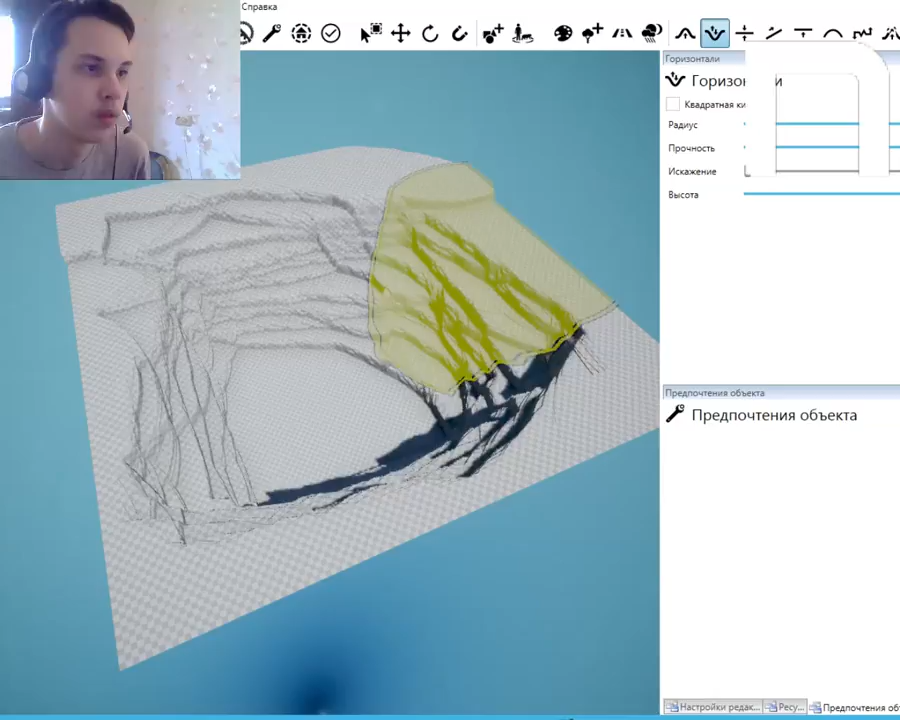 Справка
Горизонтали
Горизон и
Квадратная ки
Радиус
Прочность
Искажение
Высота
Предпочтения объекта
Предпочтения объекта
Настройки редак...
Ресу...
Предпочтения об